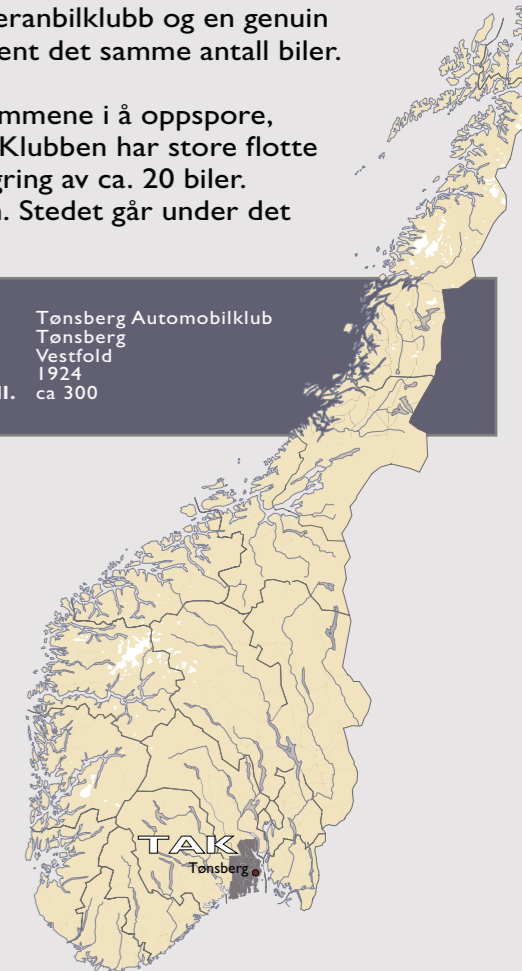 eranbilklubb og en genuin
ent det samme antall biler.
mmene i å oppspore,
Klubben har store flotte
gring av ca. 20 biler.
. Stedet går under det
Tønsberg Automobilklub
Tønsberg
Vestfold
1924
ll. ca 300
TAK
Tønsberg